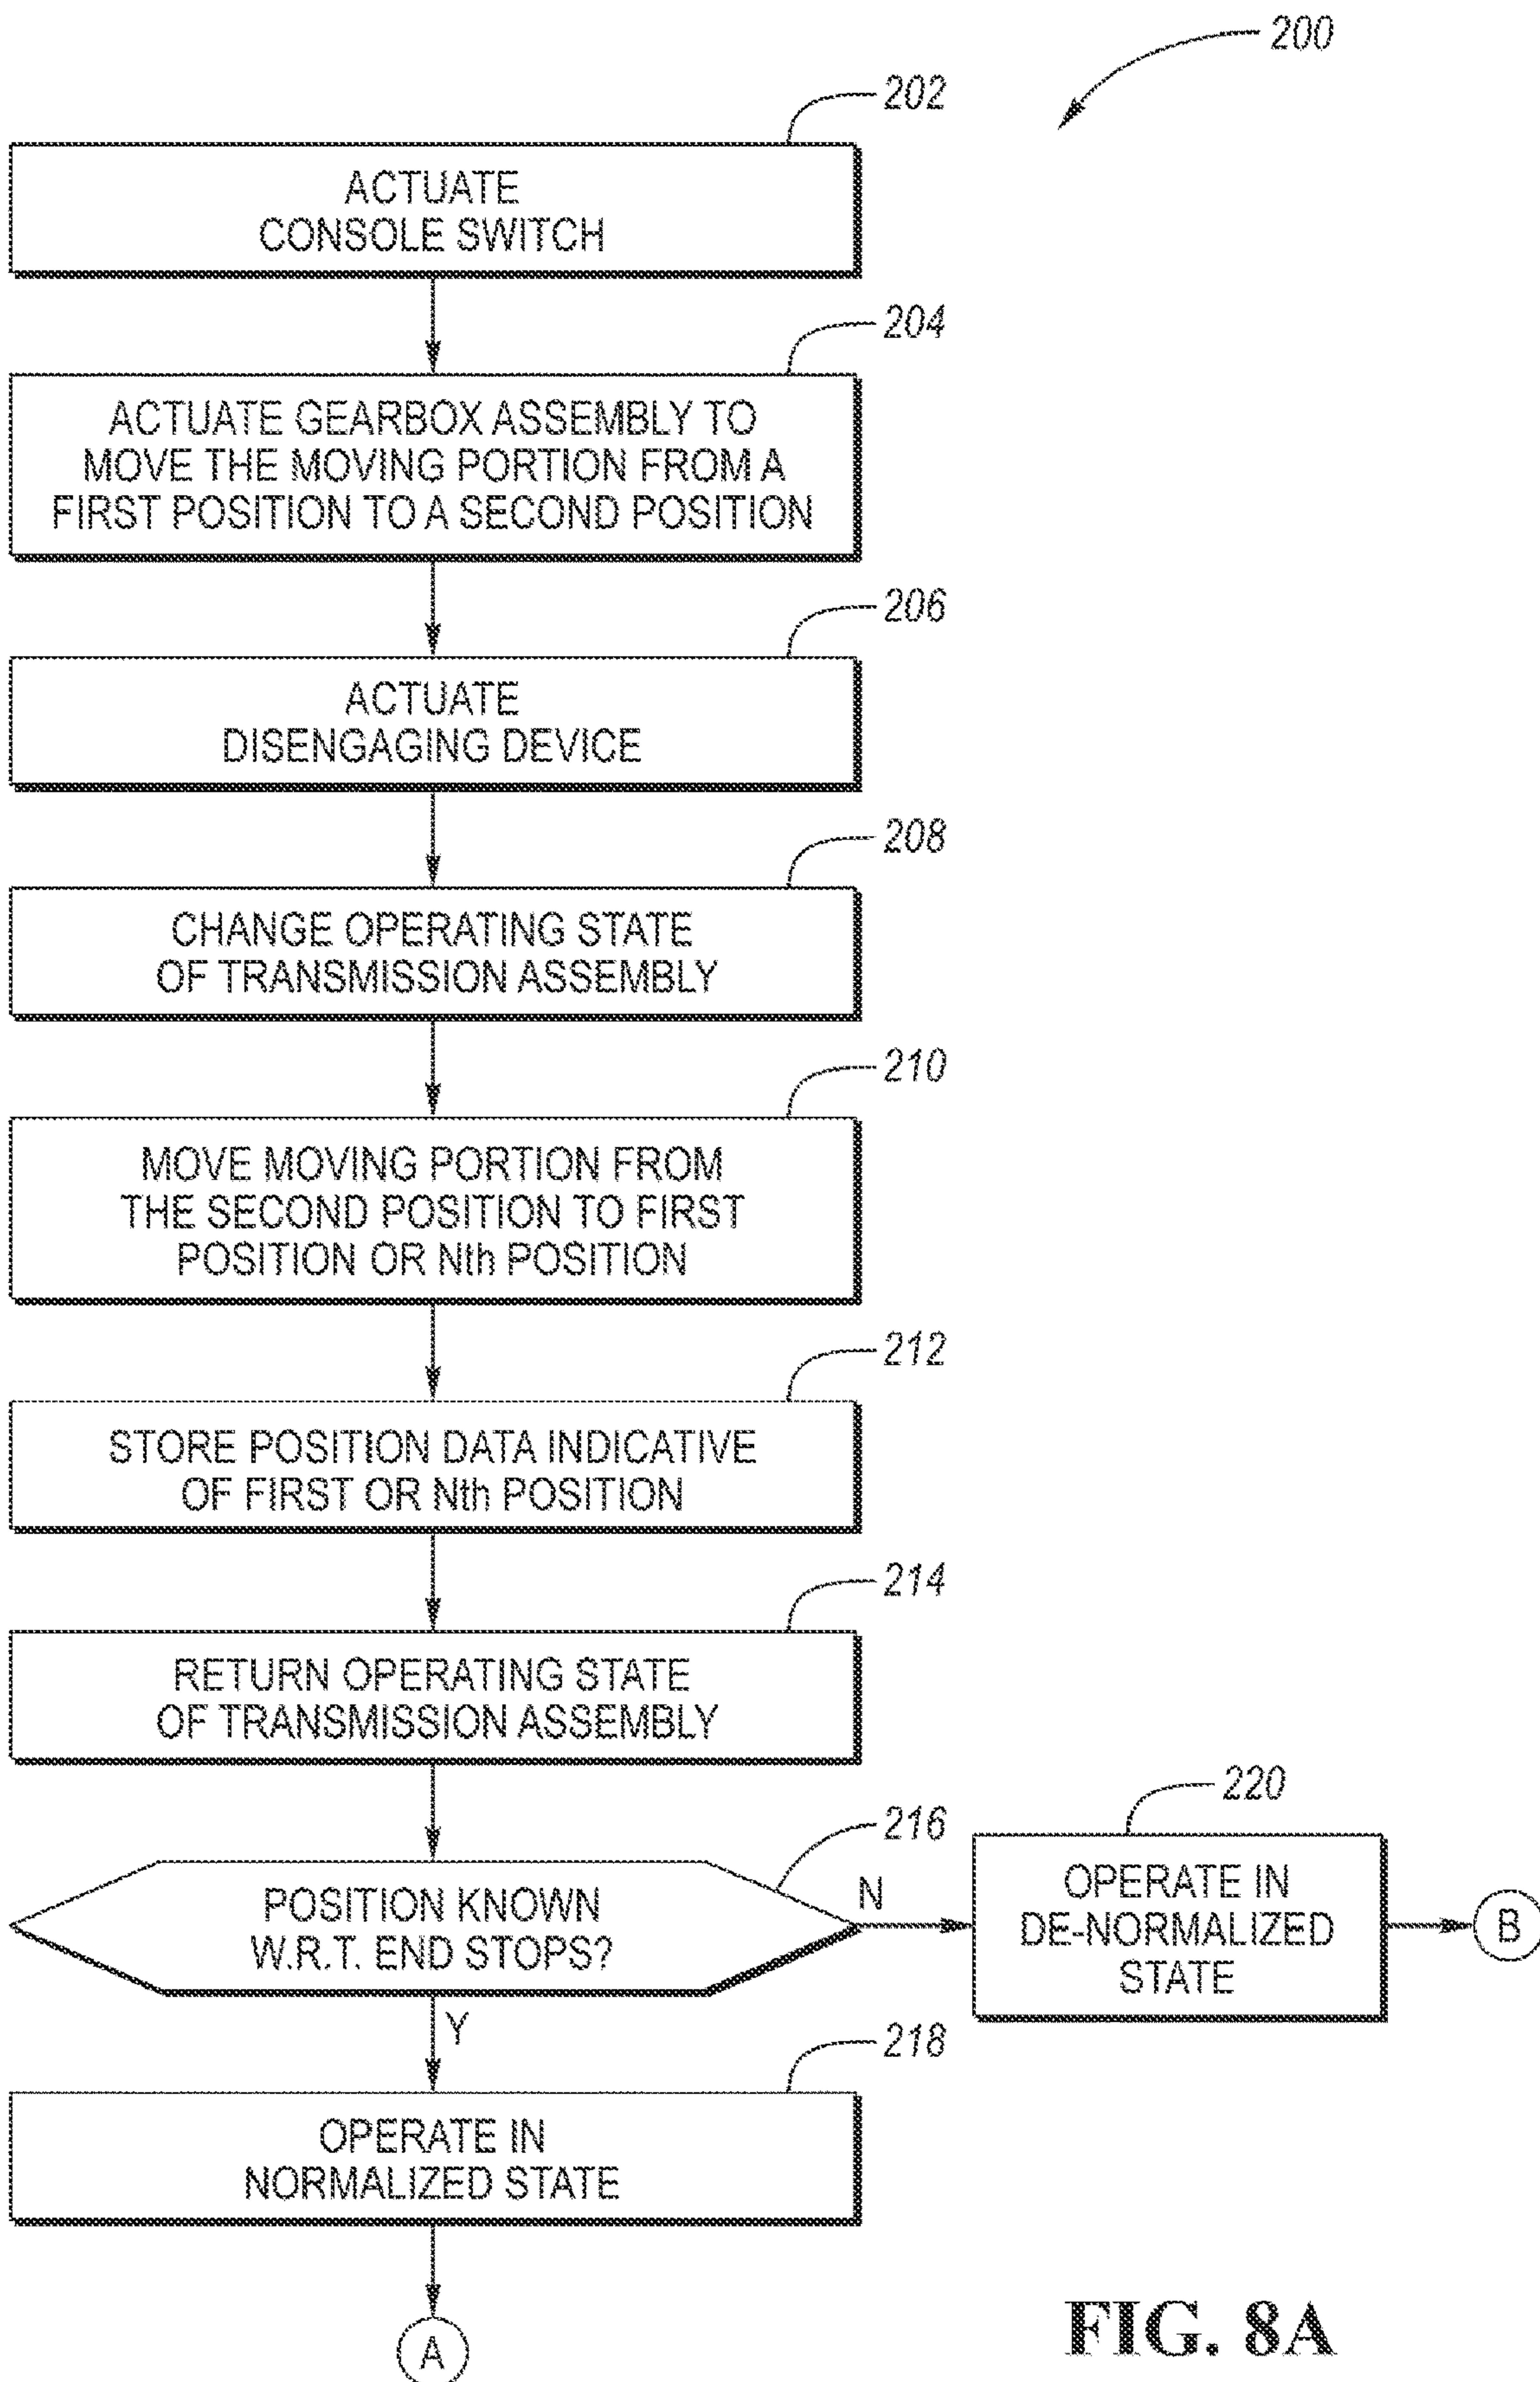 200
202
ACTUATE
CONSOLE SWITCH
204
ACTUATE GEARBOX ASSEMBLY TO
MOVE THE MOVING PORTION FROM A
FIRST POSITION TO A SECOND POSITION
206
ACTUATE
DISENGAGING DEVICE
208
CHANGE OPERATING STATE
OF TRANSMISSION ASSEMBLY
210
MOVE MOVING PORTION FROM
THE SECOND POSITION TO FIRST
POSITION OR Nth POSITION
212
STORE POSITION DATA INDICATIVE
OF FIRST OR Nth POSITION
214
RETURN OPERATING STATE
OF TRANSMISSION ASSEMBLY
216
POSITION KNOWN
W.R.T. END STOPS?
N
220
OPERATE IN
DE-NORMALIZED
STATE
B
Y
218
OPERATE IN
NORMALIZED STATE
A
FIG. 8A